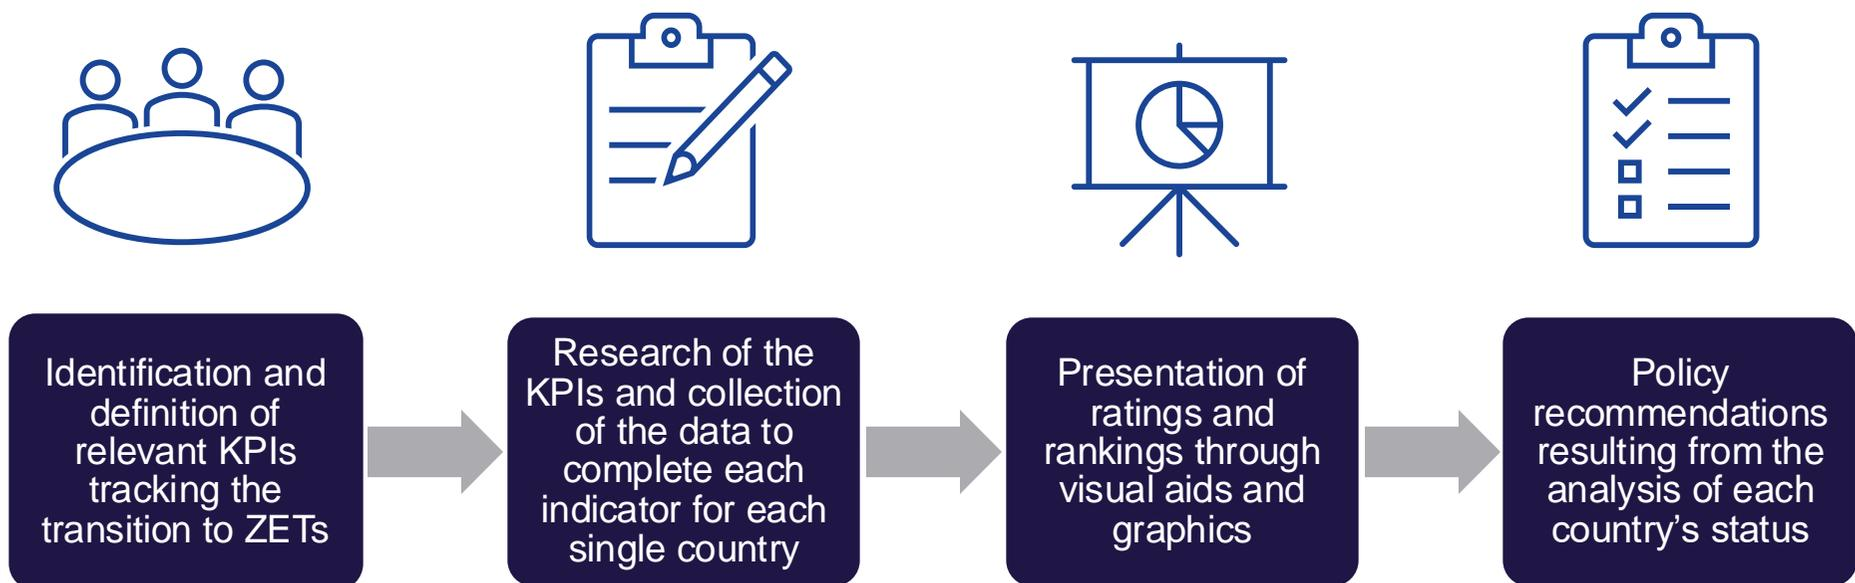 Identification and
definition of
relevant KPIs
tracking the
transition to ZETs
Research of the
KPIs and collection
of the data to
complete each
indicator for each
single country
Presentation of
ratings and
rankings through
visual aids and
graphics
Policy
recommendations
resulting from the
analysis of each
country’s status